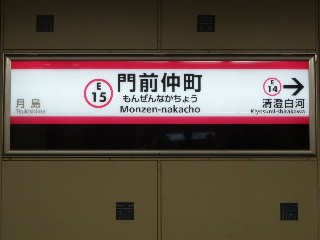 E
15
門前仲町
もんぜんなかちょう
Monzen-nakacho
月島
Tsukishima
E
14
清澄白河
Kiyosumi-shirakawa